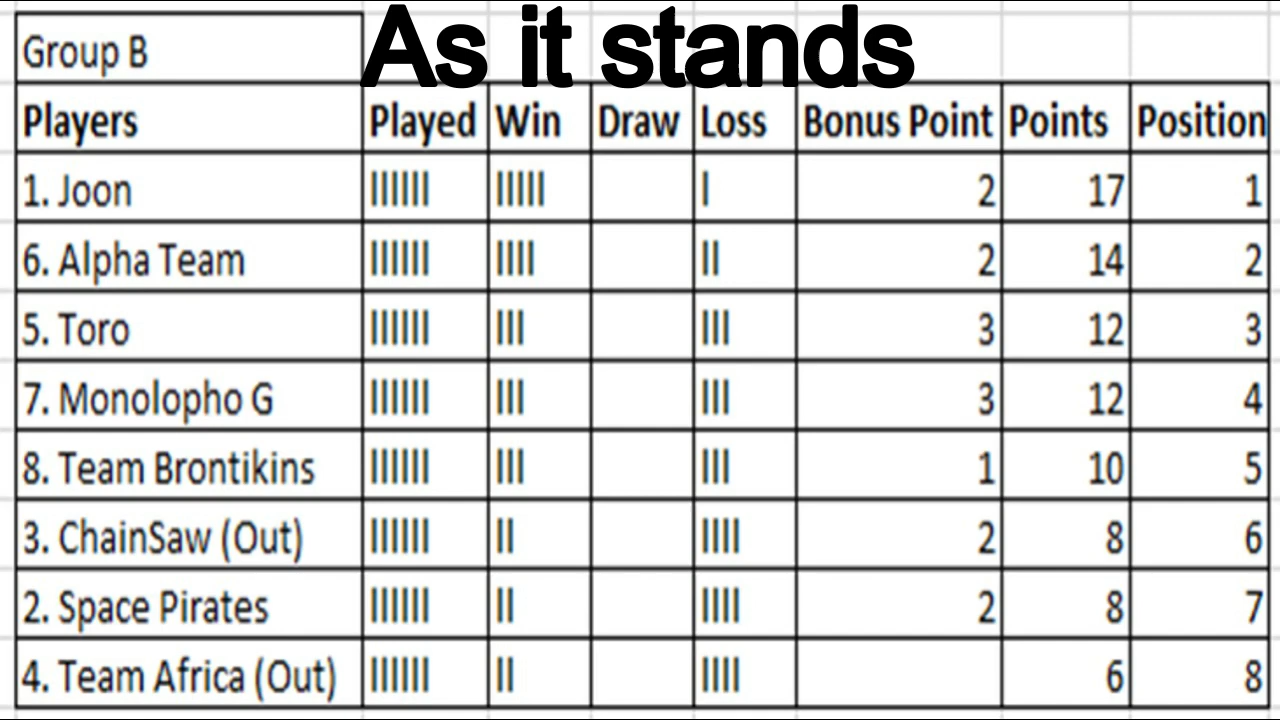 As it stands
Group B
Players Played Win Draw Loss Bonus Point Points Position
1. Joon IIIIII IIIII I 2 17 1
6. Alpha Team IIIIII IIII II 2 14 2
5. Toro IIIIII III III 3 12 3
7. Monolopho G IIIIII III III 3 12 4
8. Team Brontikins IIIIII III III 1 10 5
3. ChainSaw (Out) IIIIII II IIII 2 8 6
2. Space Pirates IIIIII II IIII 2 8 7
4. Team Africa (Out) IIIIII II IIII 6 8